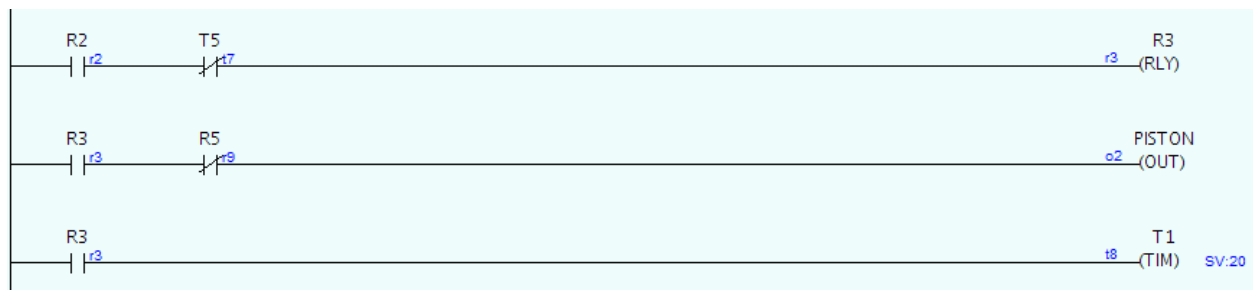 R2 T5 R3
r2 t7 r3 (RLY)
R3 R5 PISTON
r3 r9 o2 (OUT)
R3 T1
r3 t8 (TIM) SV:20